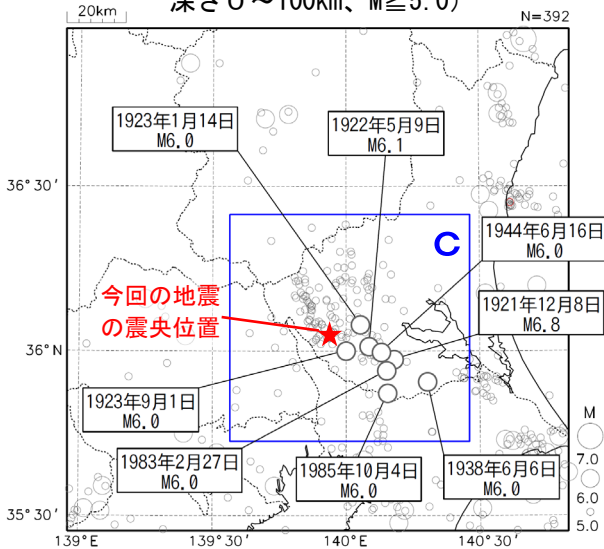 深さ0～100km、M≧5.0)
20km
N=392
1923年1月14日
M6.0
1922年5月9日
M6.1
36°30′
C
1944年6月16日
M6.0
今回の地震
の震央位置
1921年12月8日
M6.8
36°N
1923年9月1日
M6.0
1983年2月27日
M6.0
1985年10月4日
M6.0
1938年6月6日
M6.0
M
7.0
6.0
5.0
35°30′
139°E
139°30′
140°E
140°30′